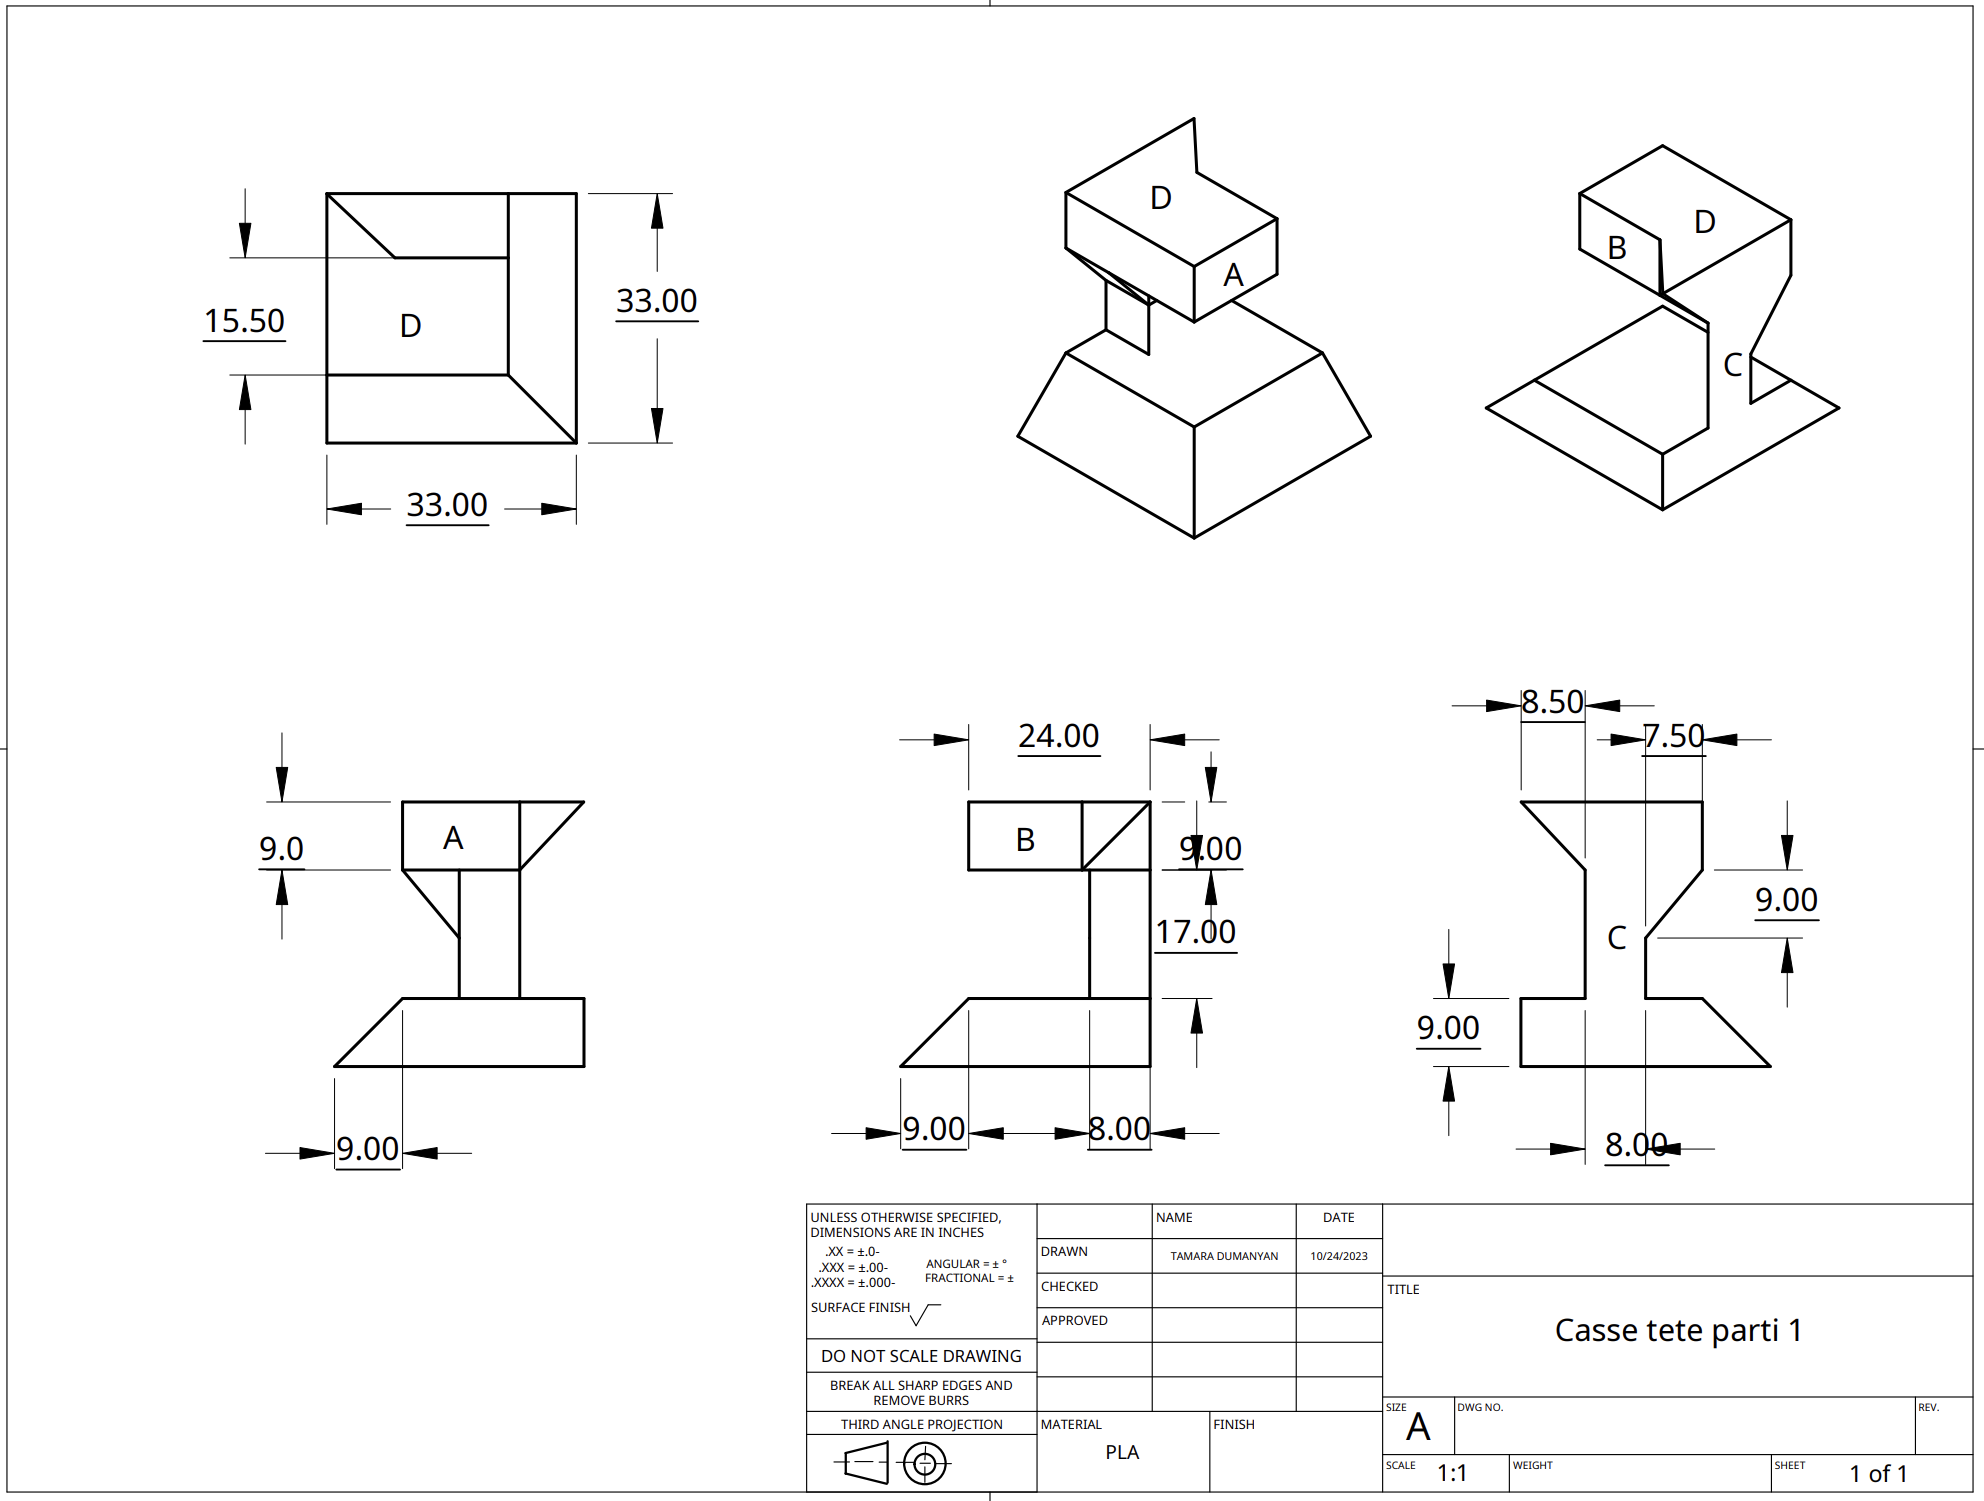 D
15.50
33.00
33.00
D
A
D
B
C
A
9.0
9.00
24.00
B
9.00
17.00
9.00
8.00
8.50
7.50
9.00
C
9.00
8.00
UNLESS OTHERWISE SPECIFIED,
DIMENSIONS ARE IN INCHES
.XX = ±.0-
.XXX = ±.00-
.XXXX = ±.000-
ANGULAR = ± °
FRACTIONAL = ±
SURFACE FINISH
DO NOT SCALE DRAWING
BREAK ALL SHARP EDGES AND
REMOVE BURRS
THIRD ANGLE PROJECTION
NAME
DATE
DRAWN
TAMARA DUMANYAN
10/24/2023
CHECKED
APPROVED
MATERIAL
PLA
FINISH
TITLE
Casse tete parti 1
SIZE
A
DWG NO.
REV.
SCALE
1:1
WEIGHT
SHEET
1 of 1